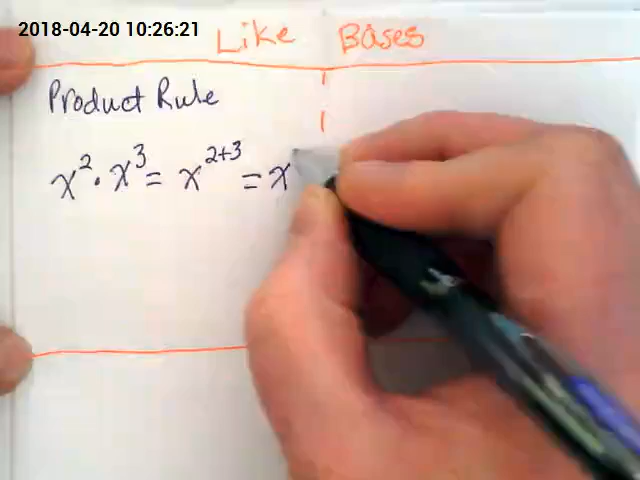 2018-04-20 10:26:21
Like Bases
Product Rule
x² · x³ = x²⁺³ = x